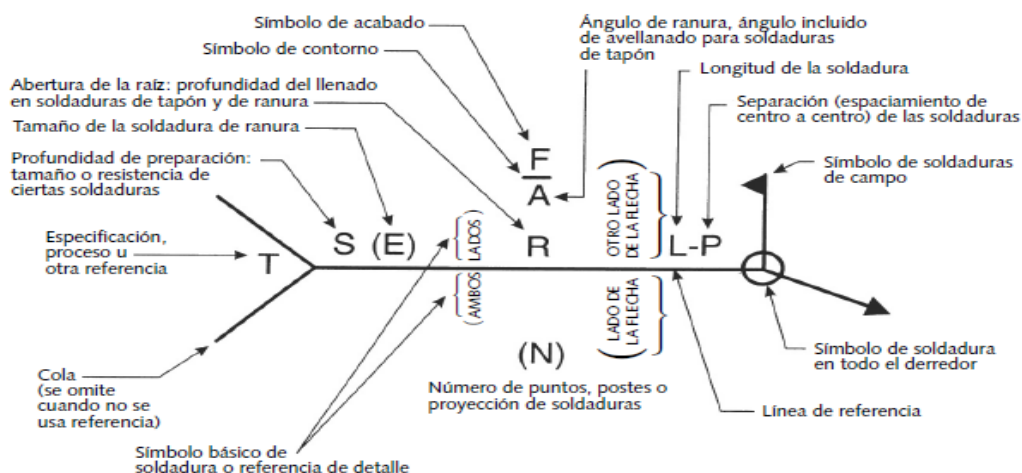 Símbolo de acabado
Símbolo de contorno
Ángulo de ranura, ángulo incluido
de avellanado para soldaduras
de tapón
Abertura de la raíz: profundidad del llenado
en soldaduras de tapón y de ranura
Longitud de la soldadura
Tamaño de la soldadura de ranura
Separación (espaciamiento de
centro a centro) de las soldaduras
Profundidad de preparación:
tamaño o resistencia de
ciertas soldaduras
Símbolo de soldaduras
de campo
F
A
Especificación,
proceso u
otra referencia
T
S (E)
LADOS)
R
OTRO LADO
DE LA FLECHA
L-P
(AMBOS
LADO DE
LA FLECHA
(N)
Número de puntos, postes o
proyección de soldaduras
Símbolo de soldadura
en todo el derredor
Línea de referencia
Cola
(se omite
cuando no se
usa referencia)
Símbolo básico de
soldadura o referencia de detalle